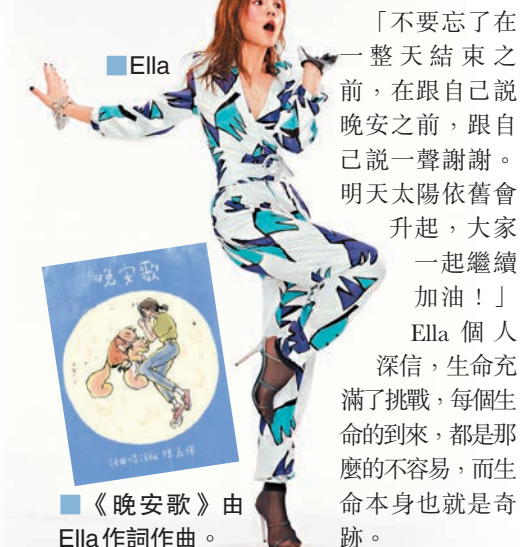 ■Ella
「不要忘了在
一整天結束之
前，在跟自己説
晚安之前，跟自
己説一聲謝謝。
明天太陽依舊會
升起，大家
一起繼續
加油！」
Ella 個人
深信，生命充
滿了挑戰，每個生
命的到來，都是那
麼的不容易，而生
命本身也就是奇
跡。
晚安歌
■《晚安歌》由
Ella作詞作曲。